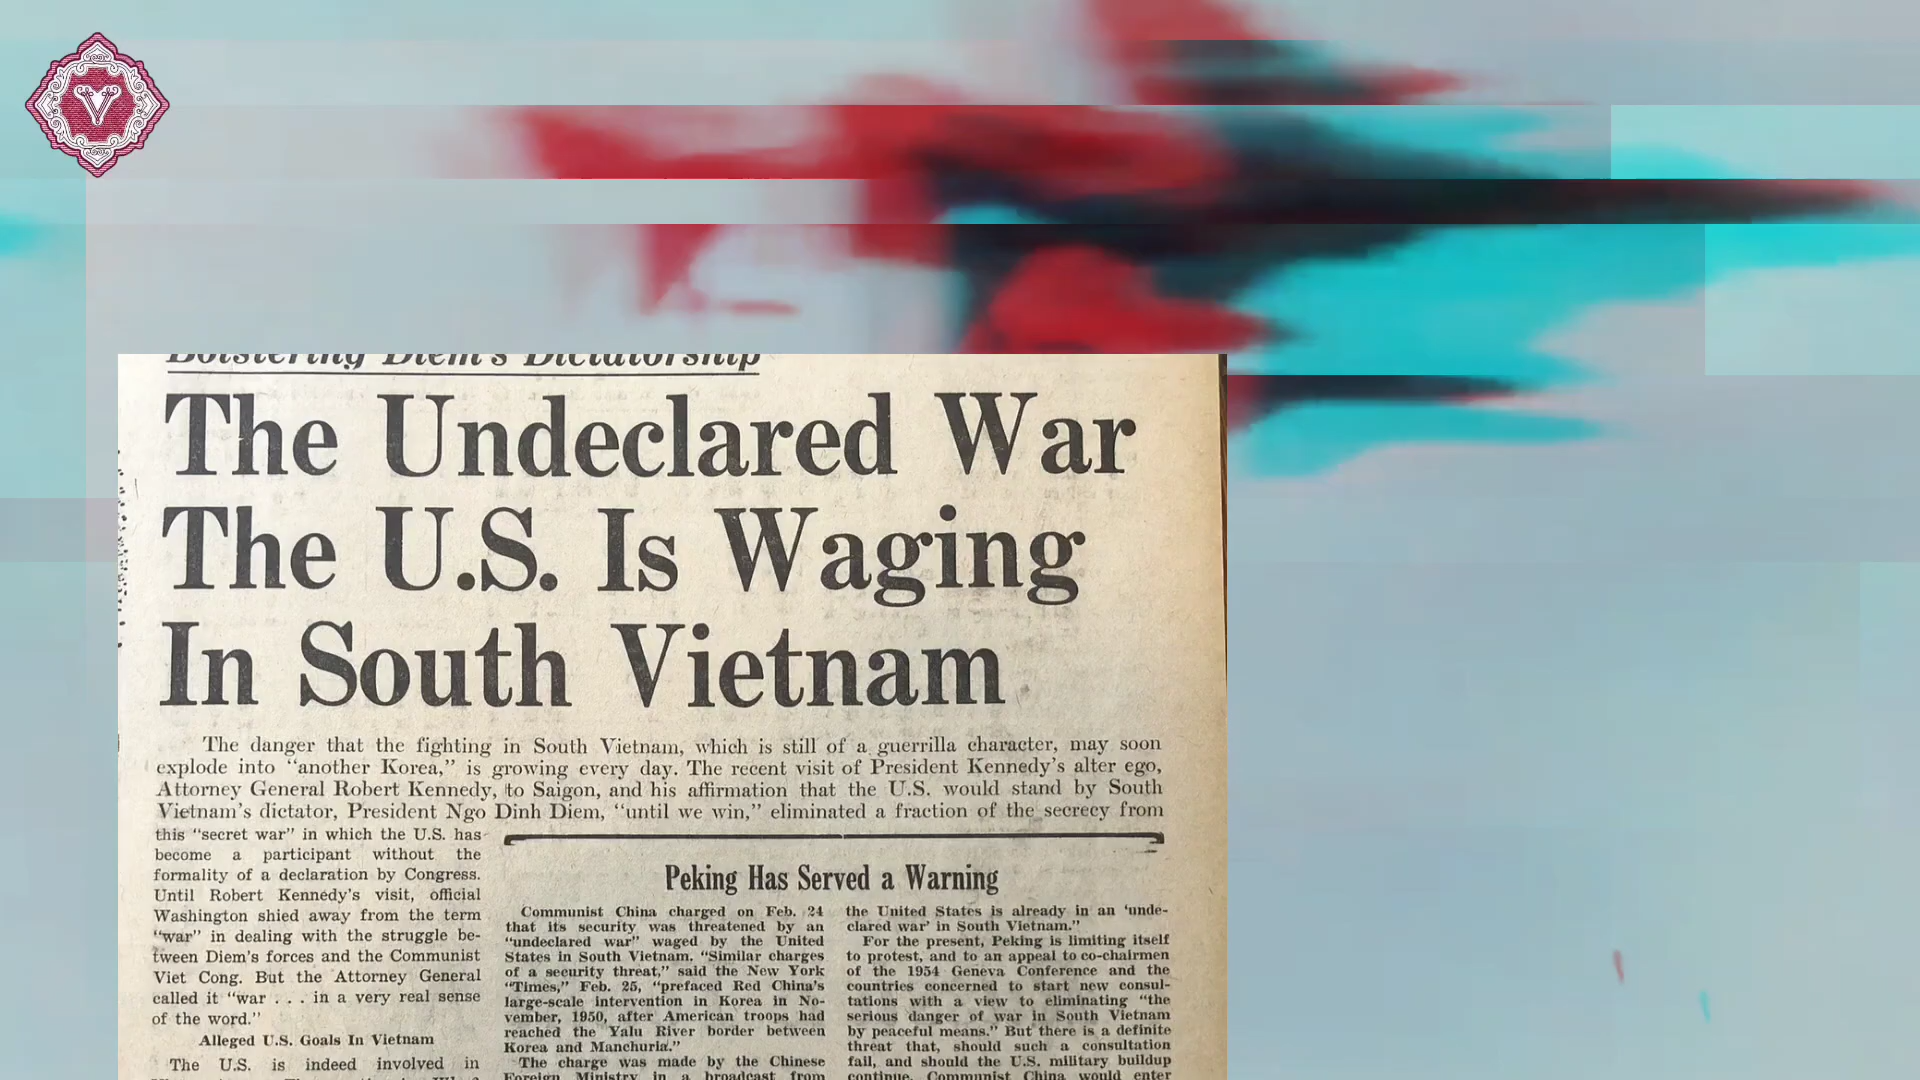 V
Bolstering Diem's Dictatorship
The Undeclared War
The U.S. Is Waging
In South Vietnam
The danger that the fighting in South Vietnam, which is still of a guerrilla character, may soon
explode into "another Korea," is growing every day. The recent visit of President Kennedy's alter ego,
Attorney General Robert Kennedy, to Saigon, and his affirmation that the U.S. would stand by South
Vietnam's dictator, President Ngo Dinh Diem, "until we win," eliminated a fraction of the secrecy from
this "secret war" in which the U.S. has
become a participant without the
formality of a declaration by Congress.
Until Robert Kennedy's visit, official
Washington shied away from the term
"war" in dealing with the struggle be-
tween Diem's forces and the Communist
Viet Cong. But the Attorney General
called it "war . . . in a very real sense
of the word."
Alleged U.S. Goals In Vietnam
The U.S. is indeed involved in
Peking Has Served a Warning
Communist China charged on Feb. 24
that its security was threatened by an
"undeclared war" waged by the United
States in South Vietnam. "Similar charges
of a security threat," said the New York
"Times," Feb. 25, "prefaced Red China's
large-scale intervention in Korea in No-
vember, 1950, after American troops had
reached the Yalu River border between
Korea and Manchuria."
The charge was made by the Chinese
Foreign Ministry in a broadcast from
the United States is already in an 'unde-
clared war' in South Vietnam."
For the present, Peking is limiting itself
to protest, and to an appeal to co-chairmen
of the 1954 Geneva Conference and the
countries concerned to start new consul-
tations with a view to eliminating "the
serious danger of war in South Vietnam
by peaceful means." But there is a definite
threat that, should such a consultation
fail, and should the U.S. military buildup
continue, Communist China would enter